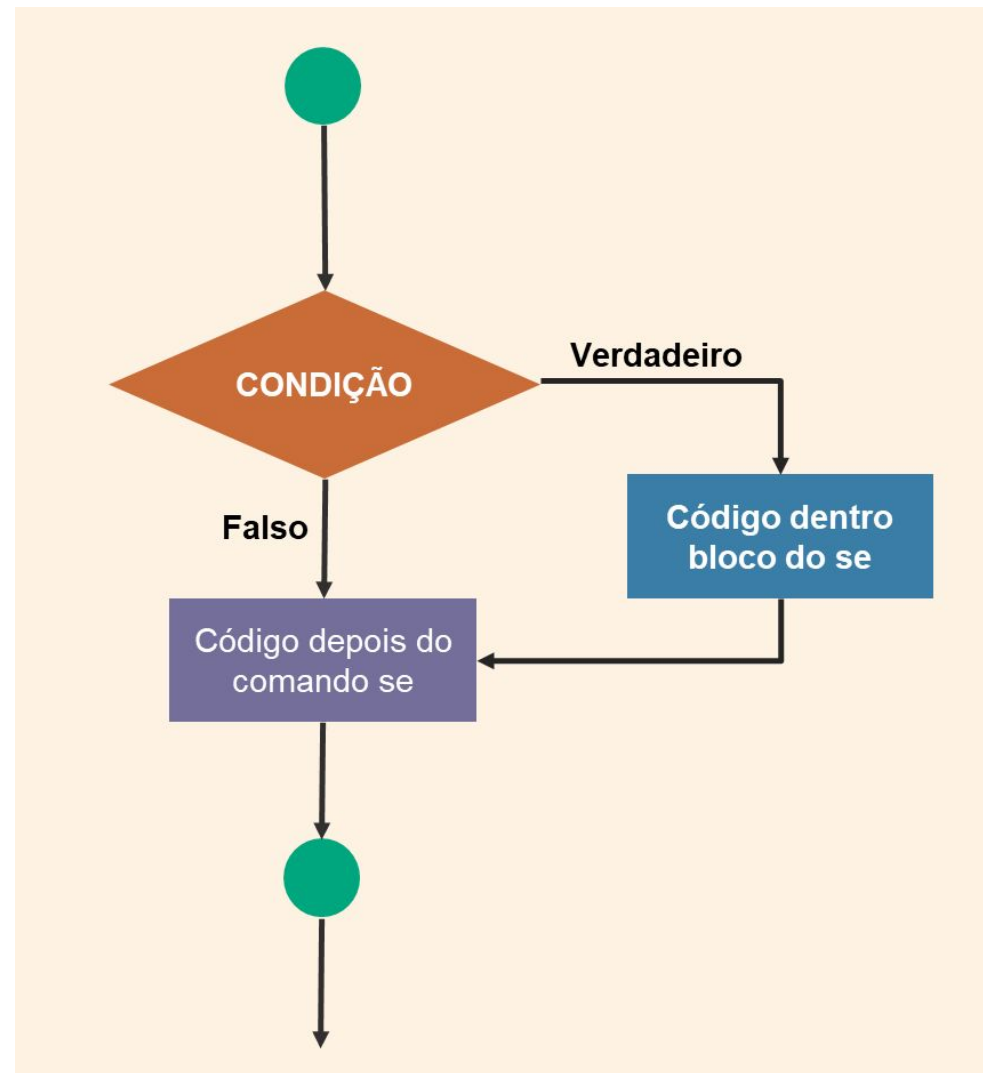 CONDIÇÃO
Verdadeiro
Falso
Código dentro
bloco do se
Código depois do
comando se